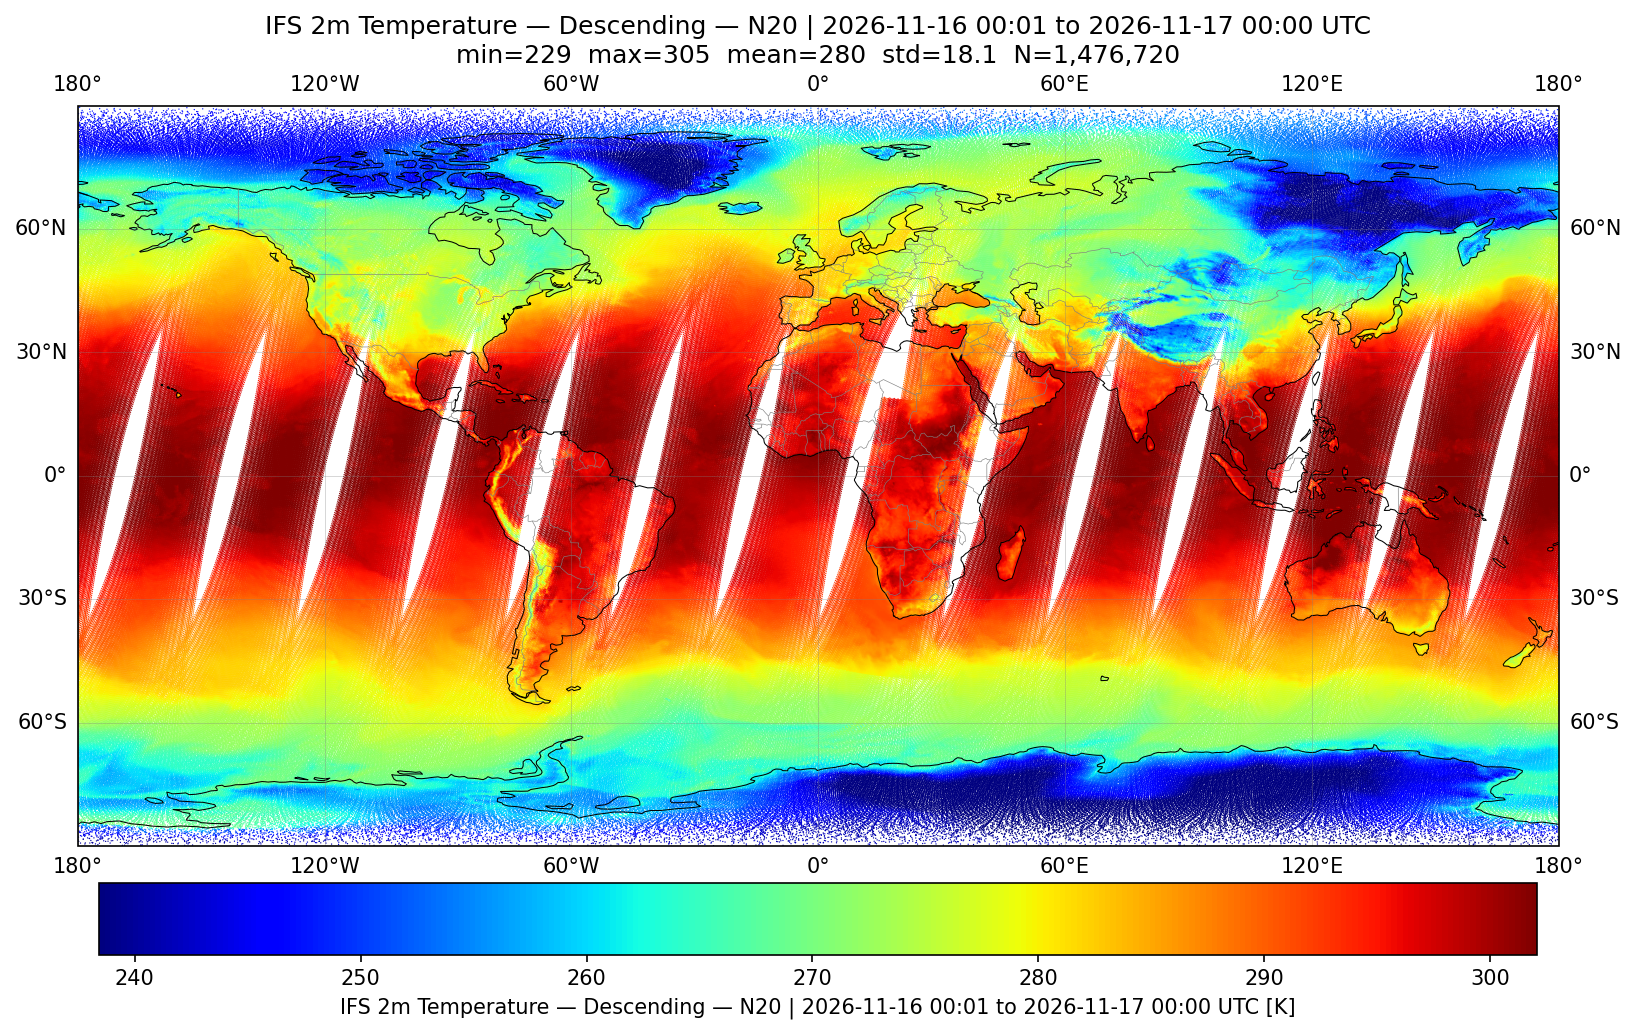 IFS 2m Temperature — Descending — N20 | 2026-11-16 00:01 to 2026-11-17 00:00 UTC
min=229 max=305 mean=280 std=18.1 N=1,476,720
180° 120°W 60°W 0° 60°E 120°E 180°
60°N 60°N
30°N 30°N
0° 0°
30°S 30°S
60°S 60°S
180° 120°W 60°W 0° 60°E 120°E 180°
240 250 260 270 280 290 300
IFS 2m Temperature — Descending — N20 | 2026-11-16 00:01 to 2026-11-17 00:00 UTC [K]